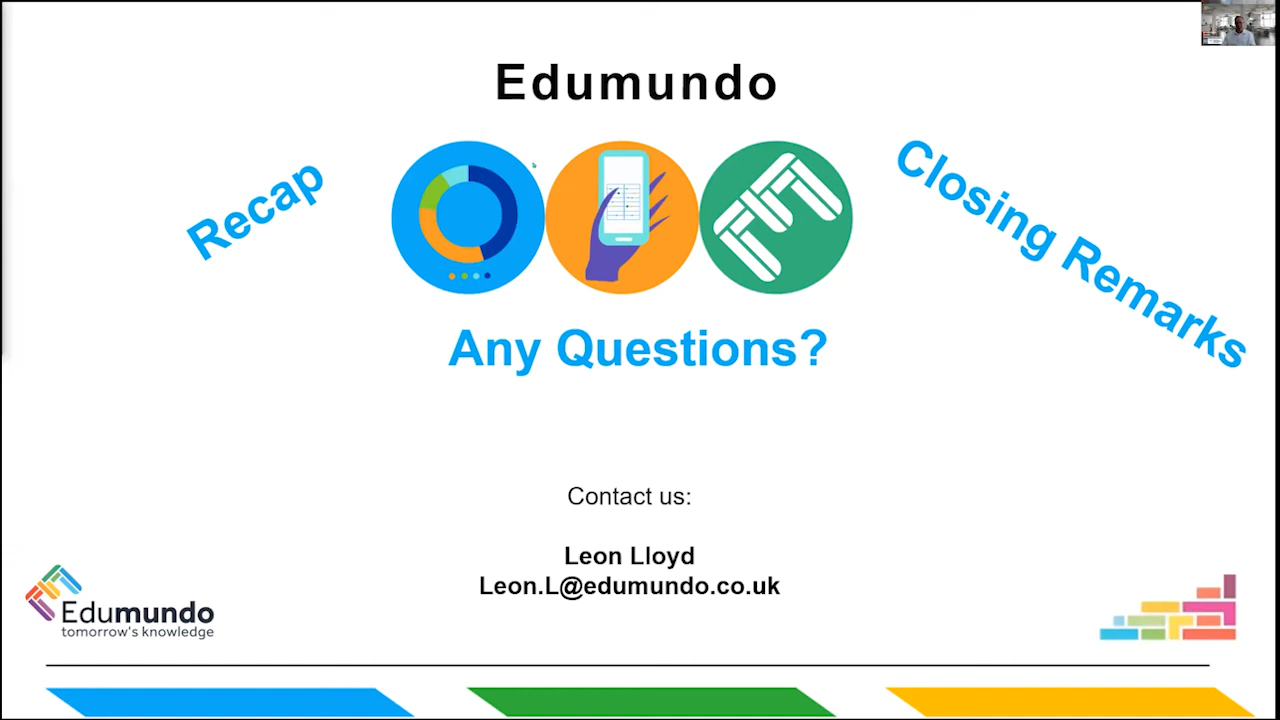 Edumundo
Recap
Closing Remarks
Any Questions?
Contact us:
Leon Lloyd
Leon.L@edumundo.co.uk
Edumundo
tomorrow's knowledge